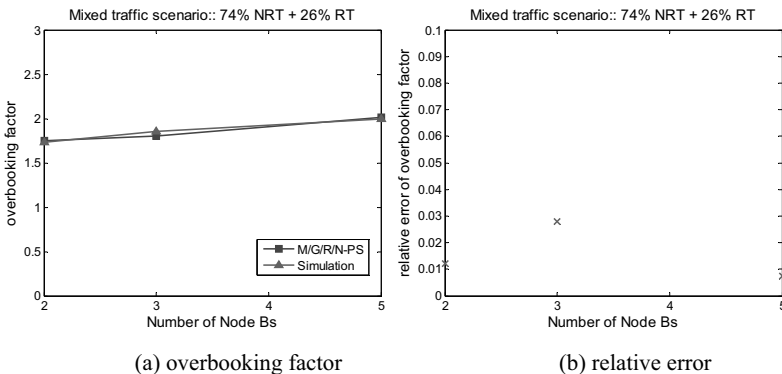 Mixed traffic scenario:: 74% NRT + 26% RT
3
2.5
2
1.5
1
0.5
0
overbooking factor
M/G/R/N-PS
Simulation
2 3 4 5
Number of Node Bs
(a) overbooking factor
Mixed traffic scenario:: 74% NRT + 26% RT
0.1
0.09
0.08
0.07
0.06
0.05
0.04
0.03
0.02
0.01
0
relative error of overbooking factor
2 3 4 5
Number of Node Bs
(b) relative error